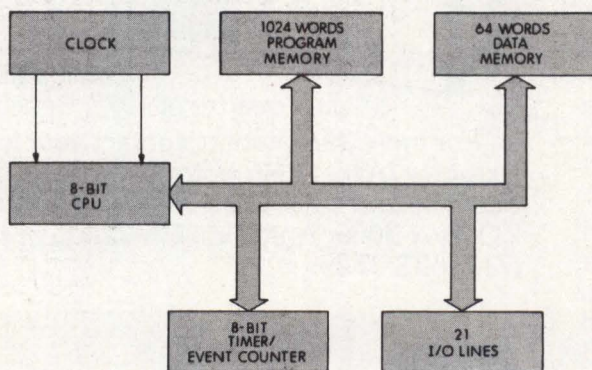 CLOCK
1024 WORDS
PROGRAM
MEMORY
64 WORDS
DATA
MEMORY
8-BIT
CPU
8-BIT
TIMER/
EVENT COUNTER
21
I/O LINES